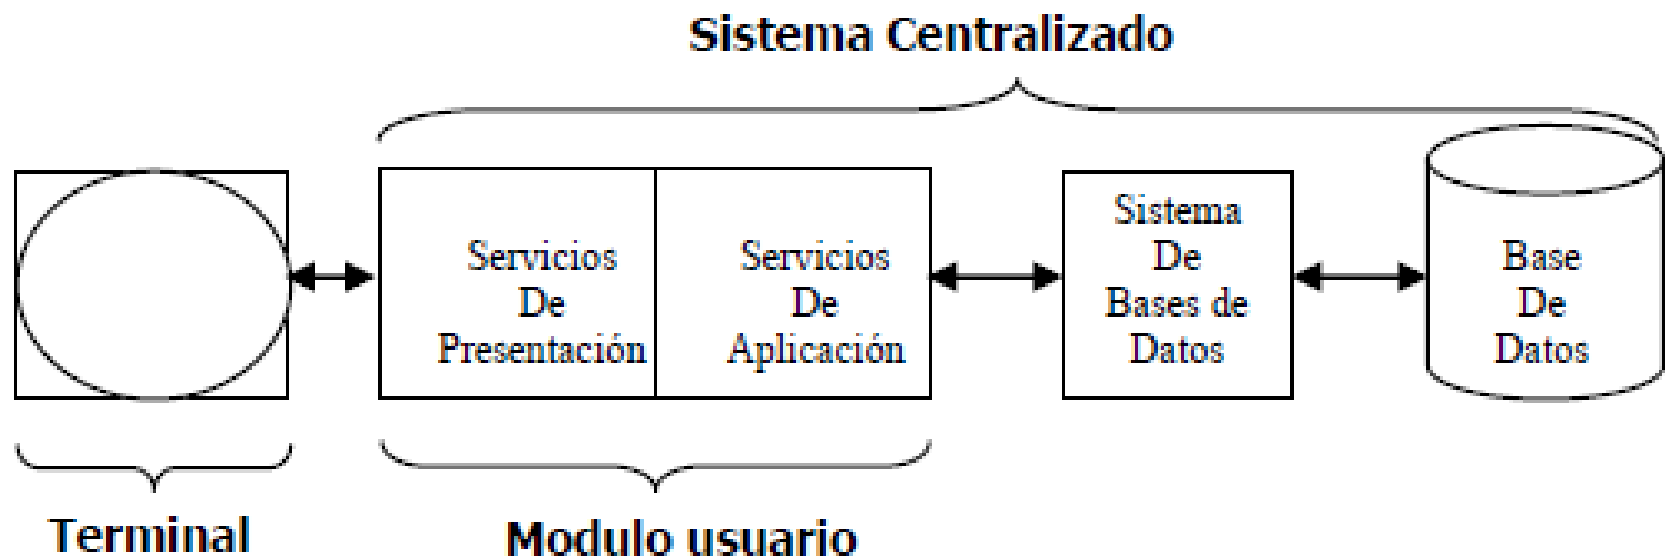 Sistema Centralizado
Servicios
De
Presentación
Servicios
De
Aplicación
Sistema
De
Bases de
Datos
Base
De
Datos
Terminal
Modulo usuario